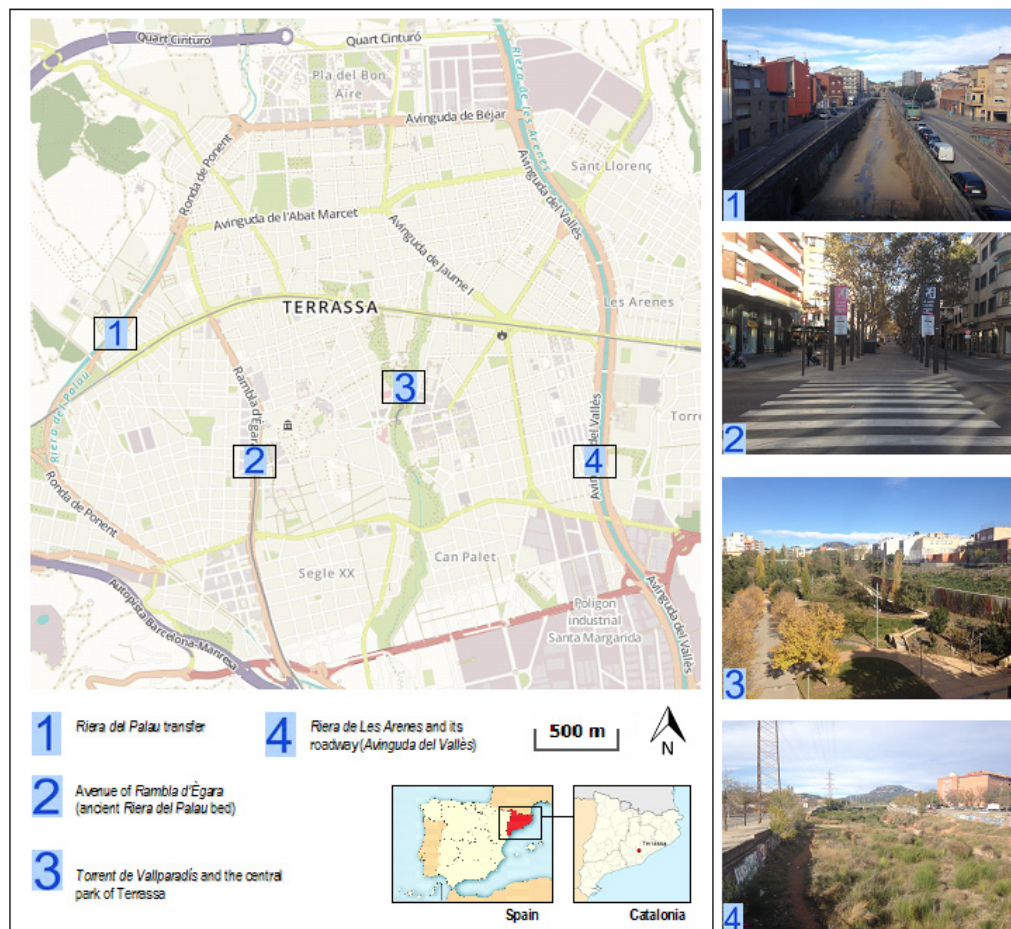 Quart Cinturó
Quart Cinturó
Pla del Bon
Aire
Riera de les Arenes
Avinguda de Béjar
Ronda de Ponent
Sant Llorenç
Avinguda del Vallès
Avinguda de l'Abat Marcet
Avinguda de Jaume I
TERRASSA
Les Arenes
1
3
Riera del Palau
Rambla d'Ègara
2
4
Avinguda del Vallès
Torre
Ronda de Ponent
Can Palet
Segle XX
Autopista Barcelona-Manresa
Polígon
industrial
Santa Margarida
Avinguda del Vallès
1 Riera del Palau transfer
2 Avenue of Rambla d'Ègara
(ancient Riera del Palau bed)
3 Torrent de Vallparadís and the central
park of Terrassa
4 Riera de Les Arenes and its
roadway (Avinguda del Vallès)
500 m
N
Terrassa
Spain
Catalonia
1
2
3
4